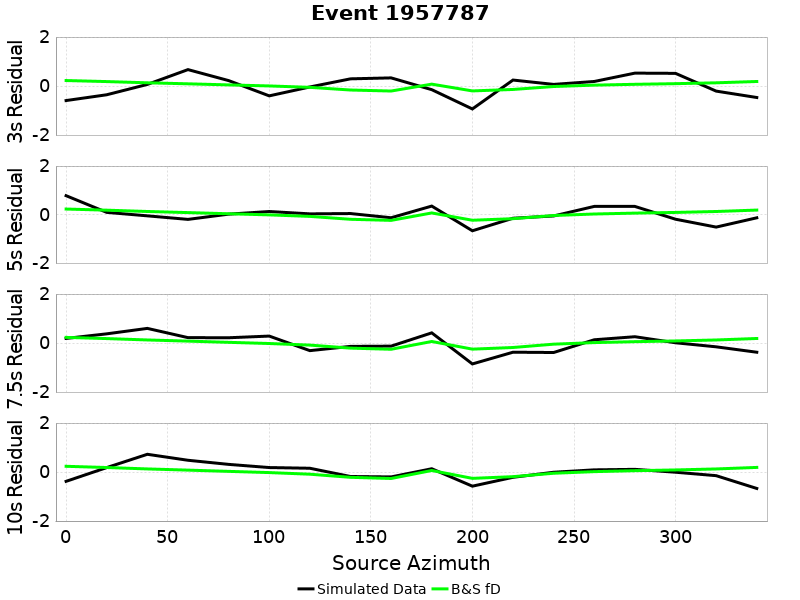 Event 1957787
3s Residual
2
0
-2
5s Residual
2
0
-2
7.5s Residual
2
0
-2
10s Residual
2
0
-2
0 50 100 150 200 250 300
Source Azimuth
Simulated Data B&S fD